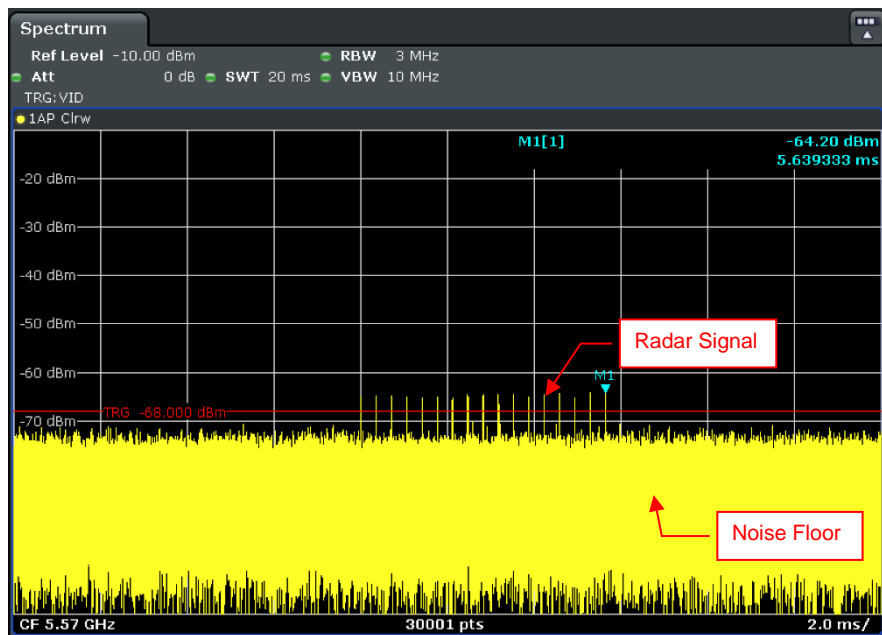 Spectrum
Ref Level -10.00 dBm RBW 3 MHz
Att 0 dB SWT 20 ms VBW 10 MHz
TRG:VID
1AP Clrw
M1[1] -64.20 dBm
5.639333 ms
-20 dBm
-30 dBm
-40 dBm
-50 dBm
Radar Signal
-60 dBm
M1
TRG -68.000 dBm
-70 dBm
Noise Floor
CF 5.57 GHz 30001 pts 2.0 ms/